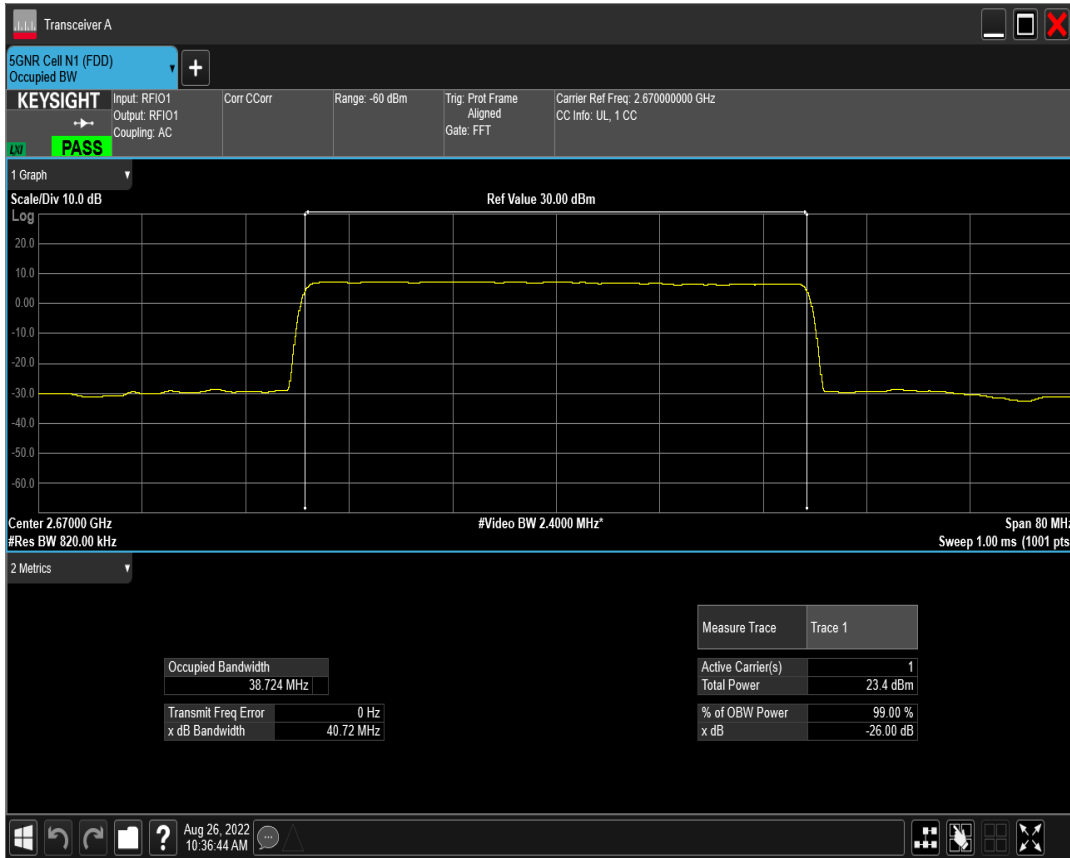 Transceiver A
5GNR Cell N1 (FDD)
Occupied BW
KEYSIGHT
LXI
PASS
Input: RFIO1
Output: RFIO1
Coupling: AC
Corr CCorr
Range: -60 dBm
Trig: Prot Frame
Aligned
Gate: FFT
Carrier Ref Freq: 2.670000000 GHz
CC Info: UL, 1 CC
1 Graph
Scale/Div 10.0 dB
Ref Value 30.00 dBm
Log
20.0
10.0
0.00
-10.0
-20.0
-30.0
-40.0
-50.0
-60.0
Center 2.67000 GHz
#Video BW 2.4000 MHz*
Span 80 MHz
#Res BW 820.00 kHz
Sweep 1.00 ms (1001 pts
2 Metrics
Measure Trace Trace 1
Occupied Bandwidth
38.724 MHz
Active Carrier(s) 1
Total Power 23.4 dBm
Transmit Freq Error 0 Hz
x dB Bandwidth 40.72 MHz
% of OBW Power 99.00 %
x dB -26.00 dB
?
Aug 26, 2022
10:36:44 AM